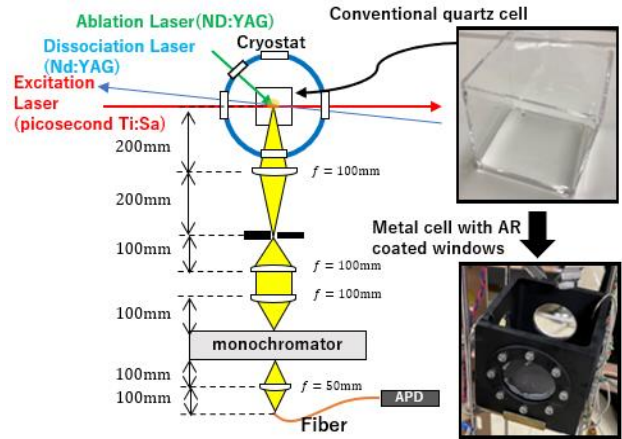 Ablation Laser(ND:YAG)
Conventional quartz cell
Dissociation Laser
(Nd:YAG)
Cryostat
Excitation
Laser
(picosecond Ti:Sa)
200mm
f = 100mm
200mm
Metal cell with AR
coated windows
100mm
f = 100mm
f = 100mm
100mm
monochromator
100mm
f = 50mm
100mm
APD
Fiber